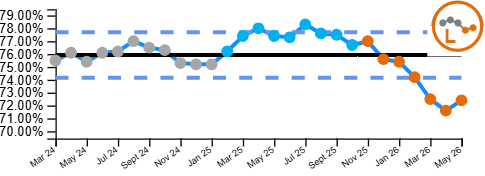 79.00%
78.00%
77.00%
76.00%
75.00%
74.00%
73.00%
72.00%
71.00%
70.00%
L
Mar 24
May 24
Jul 24
Sept 24
Nov 24
Jan 25
Mar 25
May 25
Jul 25
Sept 25
Nov 25
Jan 26
Mar 26
May 26